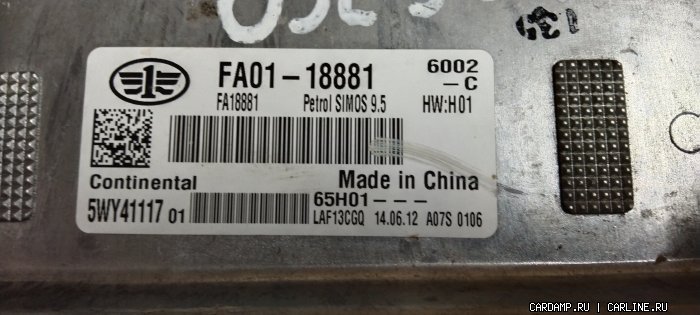 FA01-18881
6002
-C
FA18881
Petrol SIMOS 9.5
HW:H01
Continental
Made in China
5WY41117 01
65H01---
LAF13CGQ 14.06.12 A07S 0106
CARDAMP.RU | CARLINE.RU